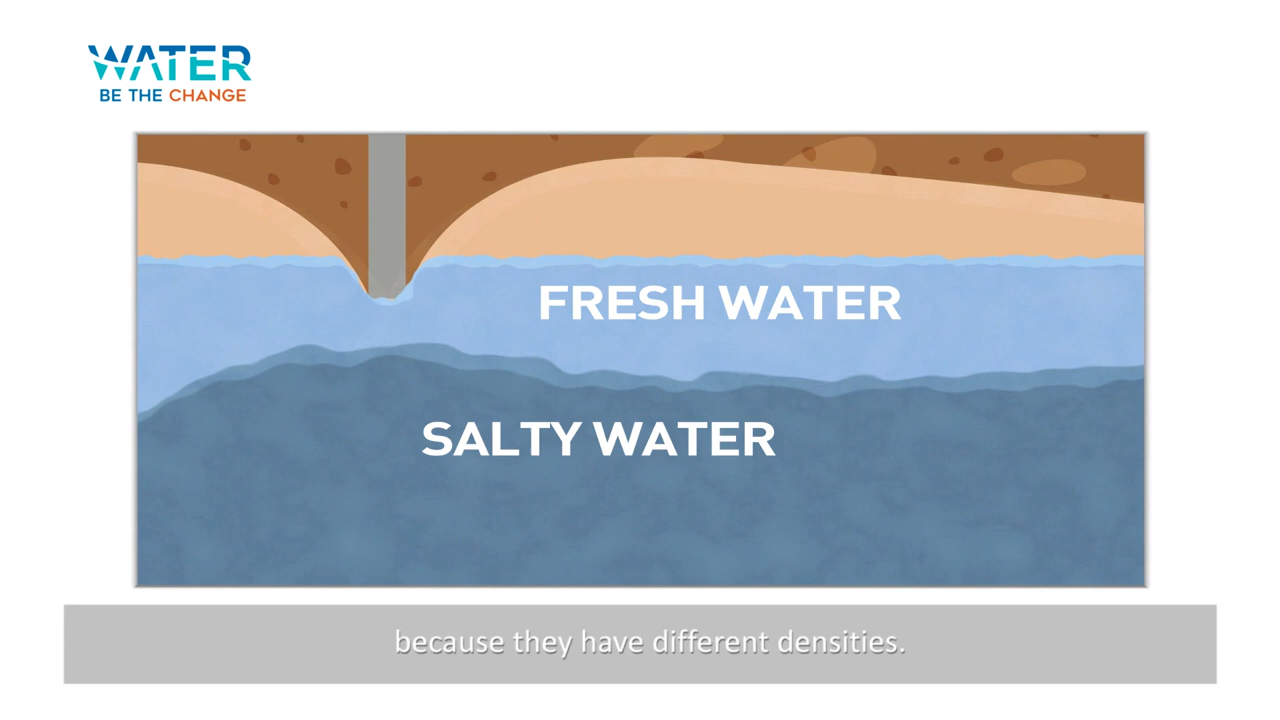 WATER
BE THE CHANGE
FRESH WATER
SALTY WATER
because they have different densities.